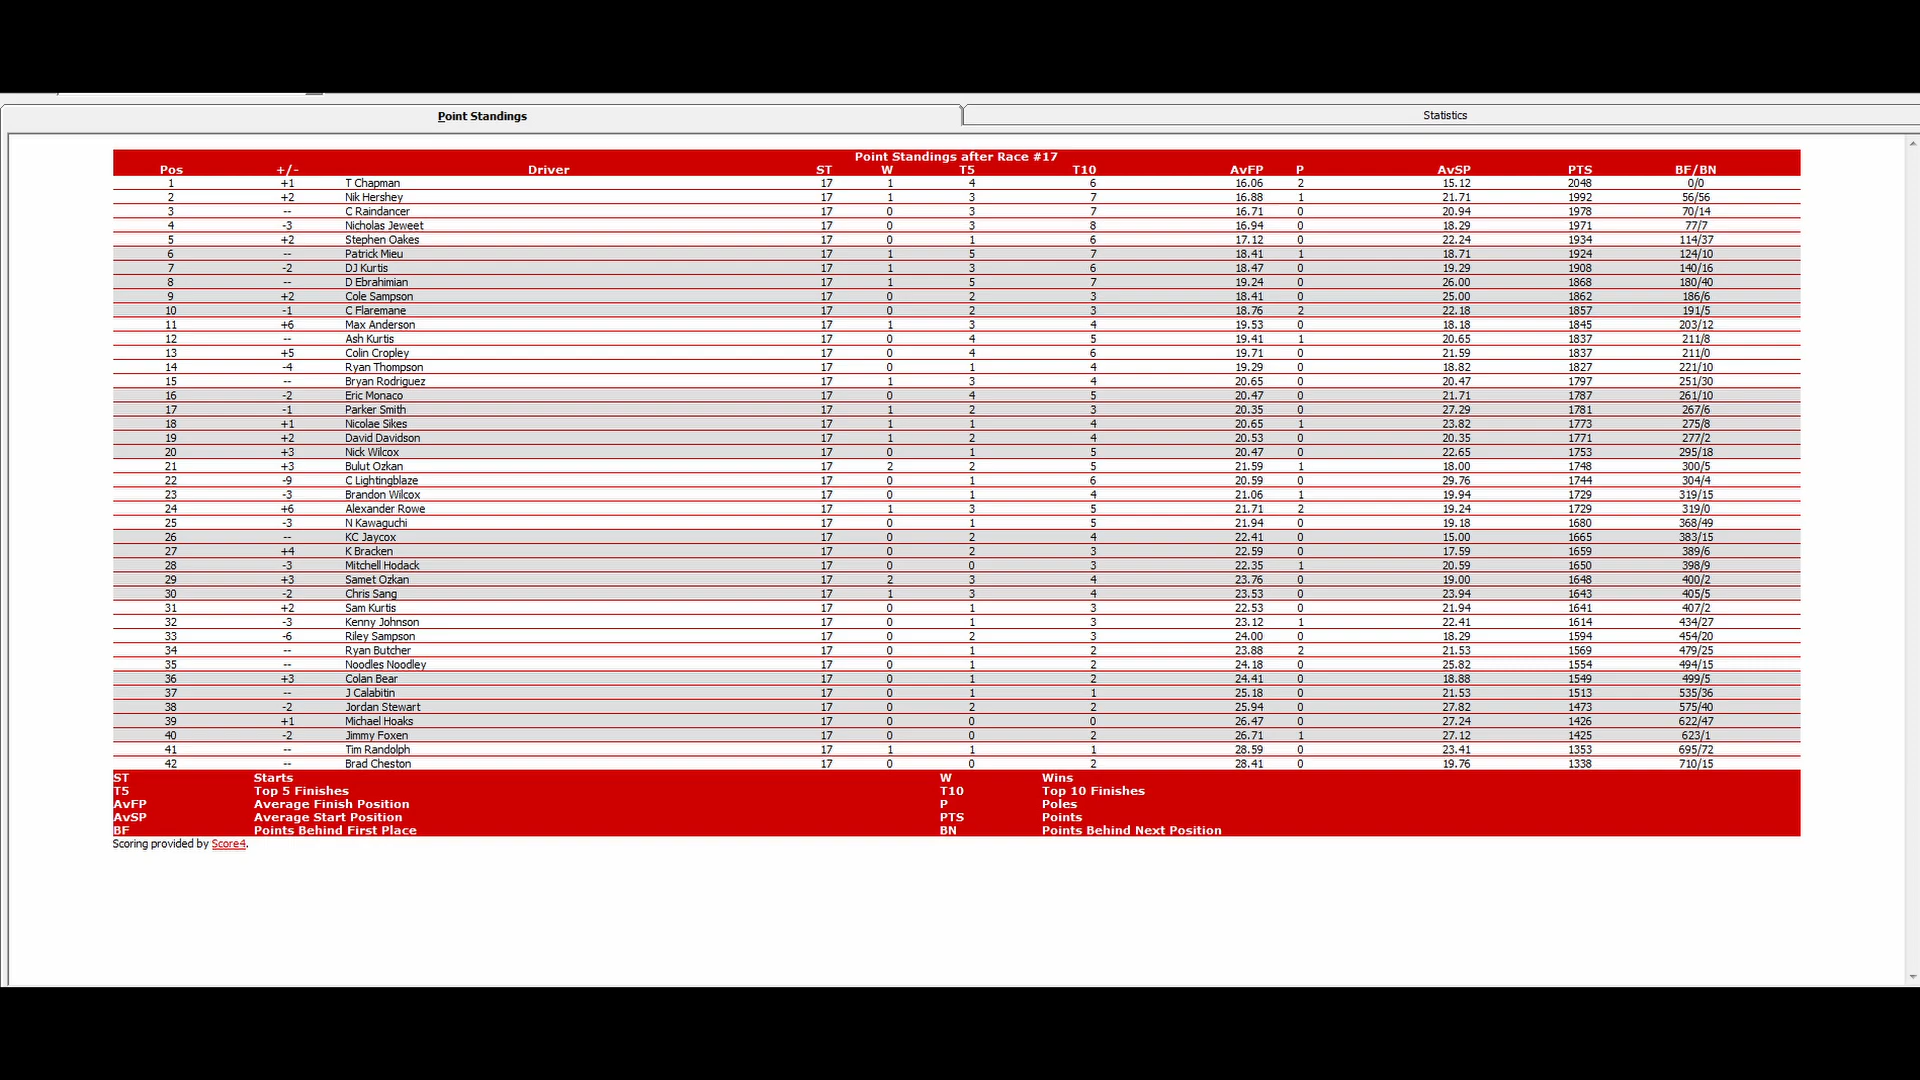 Point Standings Statistics
Point Standings after Race #17
Pos +/- Driver ST W T5 T10 AvFP P AvSP PTS BF/BN
1 +1 T Chapman 17 1 4 6 16.06 2 15.12 2048 0/0
2 +2 Nik Hershey 17 1 3 7 16.88 1 21.71 1992 56/56
3 -- C Raindancer 17 0 3 7 16.71 0 20.94 1978 70/14
4 -3 Nicholas Jeweet 17 0 3 8 16.94 0 18.29 1971 77/7
5 +2 Stephen Oakes 17 0 1 6 17.12 0 22.24 1934 114/37
6 -- Patrick Mieu 17 1 5 7 18.41 1 18.71 1924 124/10
7 -2 DJ Kurtis 17 1 3 6 18.47 0 19.29 1908 140/16
8 -- D Ebrahimian 17 1 5 7 19.24 0 26.00 1868 180/40
9 +2 Cole Sampson 17 0 2 3 18.41 0 25.00 1862 186/6
10 -1 C Flaremane 17 0 2 3 18.76 2 22.18 1857 191/5
11 +6 Max Anderson 17 1 3 4 19.53 0 18.18 1845 203/12
12 -- Ash Kurtis 17 0 4 5 19.41 1 20.65 1837 211/8
13 +5 Colin Cropley 17 0 4 6 19.71 0 21.59 1837 211/0
14 -4 Ryan Thompson 17 0 1 4 19.29 0 18.82 1827 221/10
15 -- Bryan Rodriguez 17 1 3 4 20.65 0 20.47 1797 251/30
16 -2 Eric Monaco 17 0 4 5 20.47 0 21.71 1787 261/10
17 -1 Parker Smith 17 1 2 3 20.35 0 27.29 1781 267/6
18 +1 Nicolae Sikes 17 1 1 4 20.65 1 23.82 1773 275/8
19 +2 David Davidson 17 1 2 4 20.53 0 20.35 1771 277/2
20 +3 Nick Wilcox 17 0 1 5 20.47 0 22.65 1753 295/18
21 +3 Bulut Ozkan 17 2 2 5 21.59 1 18.00 1748 300/5
22 -9 C Lightingblaze 17 0 1 6 20.59 0 29.76 1744 304/4
23 -3 Brandon Wilcox 17 0 1 4 21.06 1 19.94 1729 319/15
24 +6 Alexander Rowe 17 1 3 5 21.71 2 19.24 1729 319/0
25 -3 N Kawaguchi 17 0 1 5 21.94 0 19.18 1680 368/49
26 -- KC Jaycox 17 0 2 4 22.41 0 15.00 1665 383/15
27 +4 K Bracken 17 0 2 3 22.59 0 17.59 1659 389/6
28 -3 Mitchell Hodack 17 0 0 3 22.35 1 20.59 1650 398/9
29 +3 Samet Ozkan 17 2 3 4 23.76 0 19.00 1648 400/2
30 -2 Chris Sang 17 1 3 4 23.53 0 23.94 1643 405/5
31 +2 Sam Kurtis 17 0 1 3 22.53 0 21.94 1641 407/2
32 -3 Kenny Johnson 17 0 1 3 23.12 1 22.41 1614 434/27
33 -6 Riley Sampson 17 0 2 3 24.00 0 18.29 1594 454/20
34 -- Ryan Butcher 17 0 1 2 23.88 2 21.53 1569 479/25
35 -- Noodles Noodley 17 0 1 2 24.18 0 25.82 1554 494/15
36 +3 Colan Bear 17 0 1 2 24.41 0 18.88 1549 499/5
37 -- J Calabitin 17 0 1 1 25.18 0 21.53 1513 535/36
38 -2 Jordan Stewart 17 0 2 2 25.94 0 27.82 1473 575/40
39 +1 Michael Hoaks 17 0 0 0 26.47 0 27.24 1426 622/47
40 -2 Jimmy Foxen 17 0 0 2 26.71 1 27.12 1425 623/1
41 -- Tim Randolph 17 1 1 1 28.59 0 23.41 1353 695/72
42 -- Brad Cheston 17 0 0 2 28.41 0 19.76 1338 710/15
ST Starts W Wins
T5 Top 5 Finishes T10 Top 10 Finishes
AvFP Average Finish Position P Poles
AvSP Average Start Position PTS Points
BF Points Behind First Place BN Points Behind Next Position
Scoring provided by Score4.